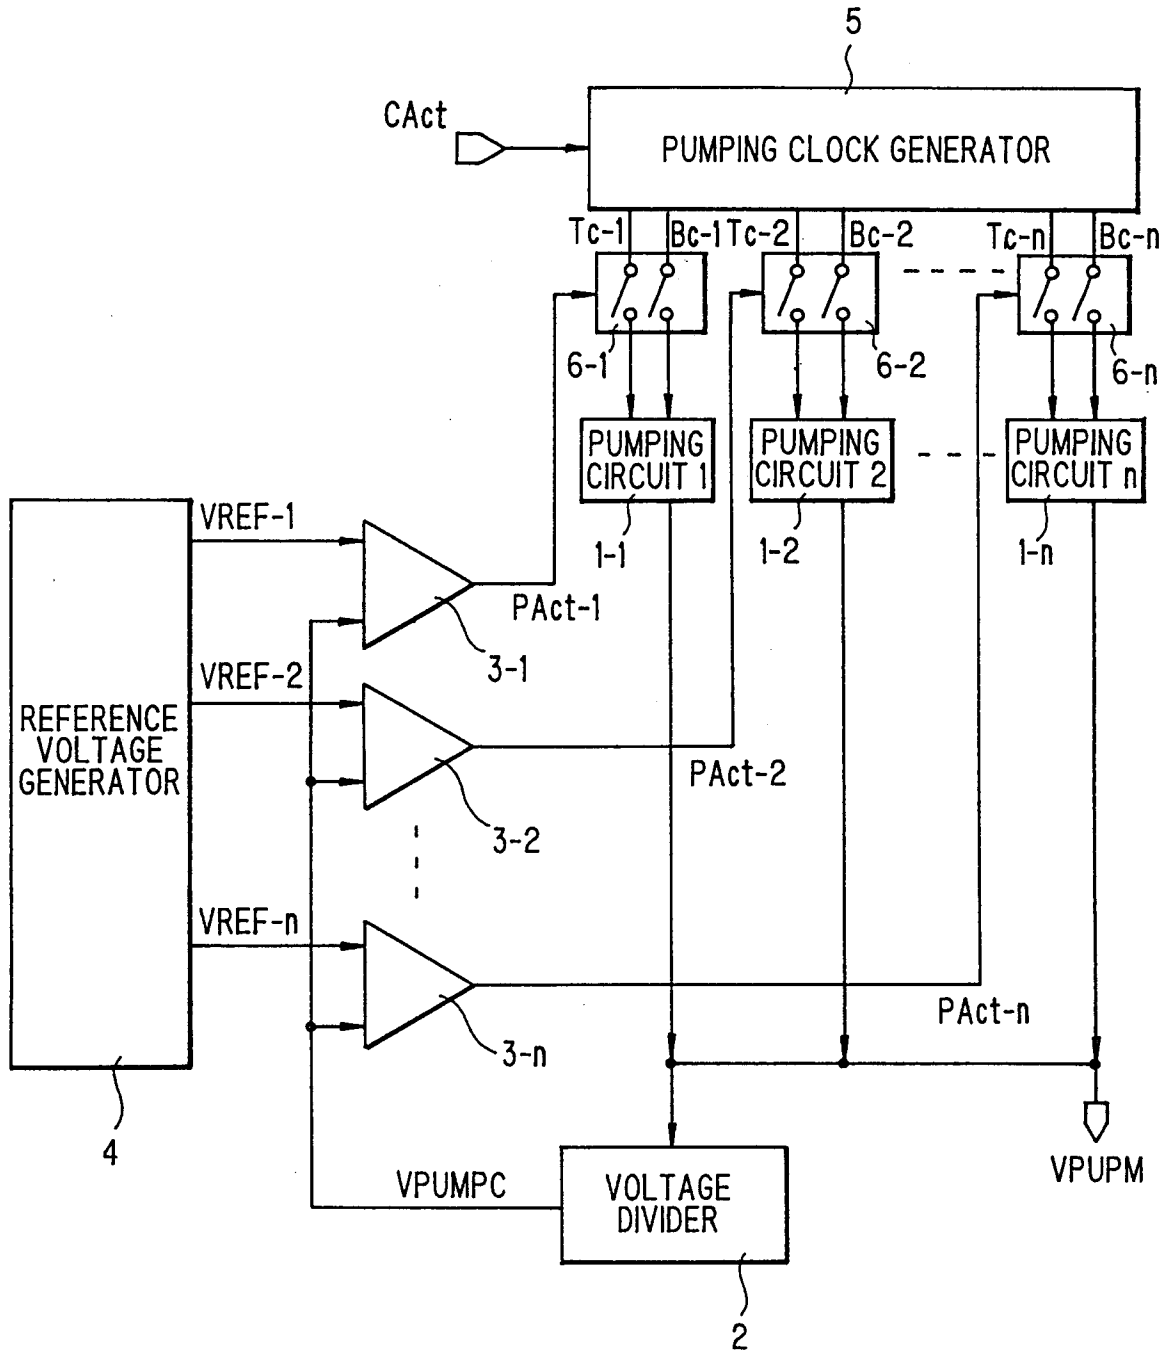 5
CAct
PUMPING CLOCK GENERATOR
Tc-1
Bc-1
Tc-2
Bc-2
Tc-n
Bc-n
6-1
6-2
6-n
PUMPING
CIRCUIT 1
PUMPING
CIRCUIT 2
PUMPING
CIRCUIT n
1-1
1-2
1-n
VREF-1
PAct-1
3-1
VREF-2
REFERENCE
VOLTAGE
GENERATOR
PAct-2
3-2
VREF-n
PAct-n
3-n
4
VPUMPC
VOLTAGE
DIVIDER
VPUPM
2